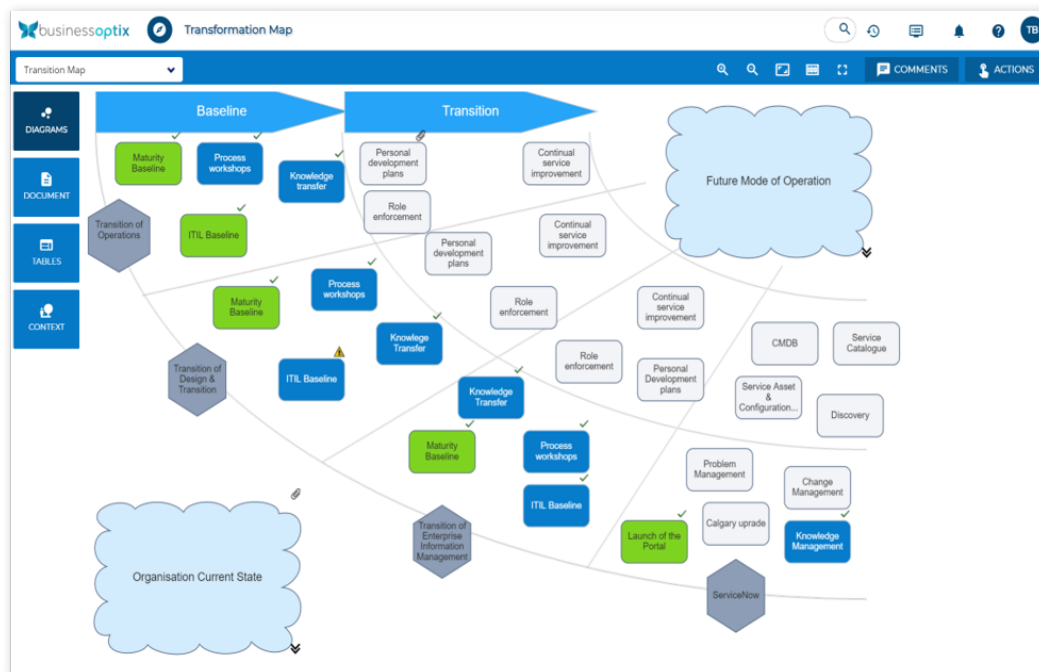 businessoptix
Transformation Map
TB
Transition Map
COMMENTS
ACTIONS
DIAGRAMS
DOCUMENT
TABLES
CONTEXT
Baseline
Transition
Maturity
Baseline
Process
workshops
Knowledge
transfer
Personal
development
plans
Continual
service
improvement
Future Mode of Operation
Transition of
Operations
ITIL Baseline
Role
enforcement
Personal
development
plans
Continual
service
improvement
Maturity
Baseline
Process
workshops
Role
enforcement
Continual
service
improvement
Transition of
Design &
Transition
ITIL Baseline
Knowlege
Transfer
Role
enforcement
Personal
Development
plans
CMDB
Service
Catalogue
Service Asset
&
Configuration...
Discovery
Knowledge
Transfer
Maturity
Baseline
Process
workshops
ITIL Baseline
Problem
Management
Change
Management
Transition of
Enterprise
Information
Management
Launch of the
Portal
Calgary uprade
Knowledge
Management
ServiceNow
Organisation Current State